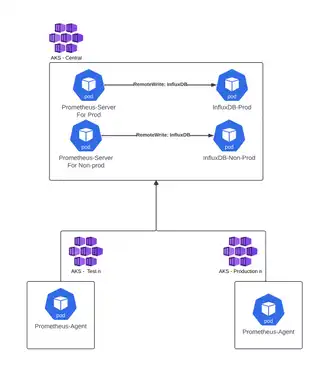 AKS - Central
RemoteWrite: InfluxDB
pod
pod
Prometheus-Server
For Prod
InfluxDB-Prod
RemoteWrite: InfluxDB
pod
pod
Prometheus-Server
For Non-prod
InfluxDB-Non-Prod
AKS - Test n
AKS - Production n
pod
Prometheus-Agent
pod
Prometheus-Agent